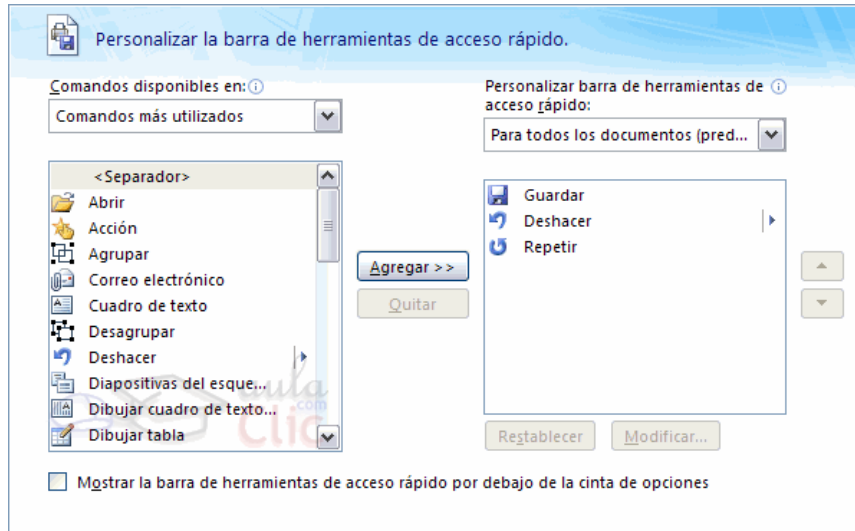 Personalizar la barra de herramientas de acceso rápido.
Comandos disponibles en:
Comandos más utilizados
<Separador>
Abrir
Acción
Agrupar
Correo electrónico
Cuadro de texto
Desagrupar
Deshacer
Diapositivas del esque...
Dibujar cuadro de texto...
Dibujar tabla
aula
.com
Clic
Agregar >>
Quitar
Personalizar barra de herramientas de
acceso rápido:
Para todos los documentos (pred...
Guardar
Deshacer
Repetir
Restablecer
Modificar...
Mostrar la barra de herramientas de acceso rápido por debajo de la cinta de opciones